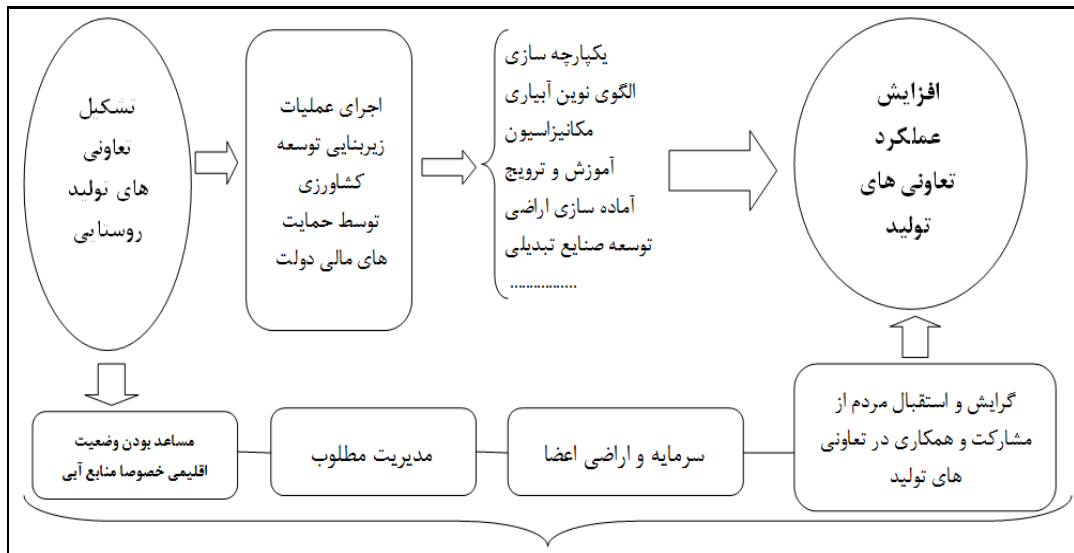 تشکیل
تعاونی
های تولید
روستایی
اجرای عملیات
زیربنایی توسعه
کشاورزی
توسط حمایت
های مالی دولت
یکپارچه سازی
الگوی نوین آبیاری
مکانیزاسیون
آموزش و ترویج
آماده سازی اراضی
توسعه صنایع تبدیلی
.................
افزایش
عملکرد
تعاونی های
تولید
مساعد بودن وضعیت
اقلیمی خصوصا منابع آبی
مدیریت مطلوب
سرمایه و اراضی اعضا
گرایش و استقبال مردم از
مشارکت و همکاری در تعاونی
های تولید